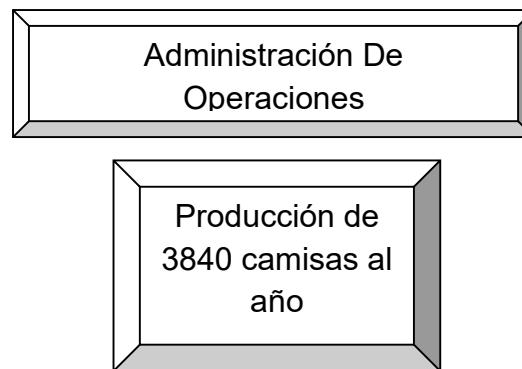 Administración De
Operaciones
Producción de
3840 camisas al
año